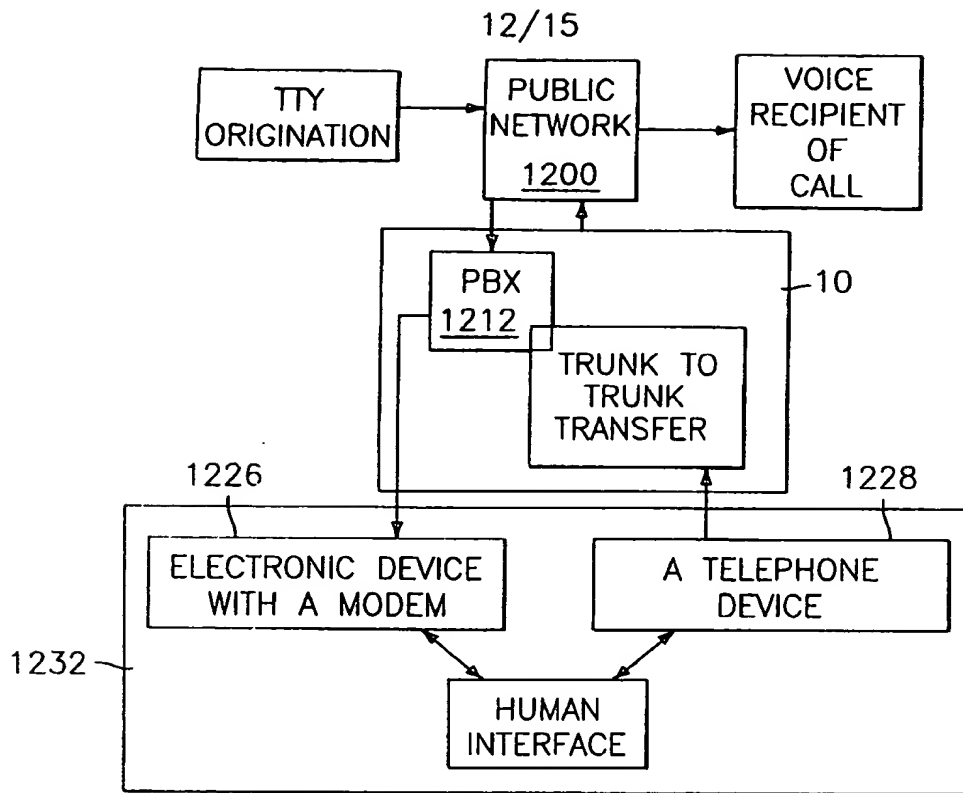 12/15
TTY
ORIGINATION
PUBLIC
NETWORK
1200
VOICE
RECIPIENT
OF
CALL
PBX
1212
10
TRUNK TO
TRUNK
TRANSFER
1226
1228
ELECTRONIC DEVICE
WITH A MODEM
A TELEPHONE
DEVICE
1232
HUMAN
INTERFACE